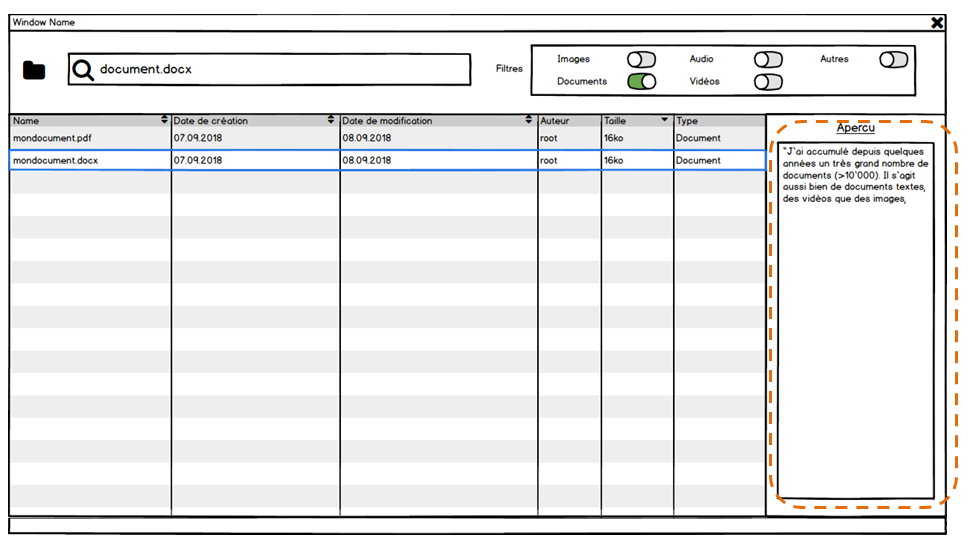 Window Name
document.docx
Filtres
Images Audio Autres
Documents Vidéos
Name Date de création Date de modification Auteur Taille Type
mondocument.pdf 07.09.2018 08.09.2018 root 16ko Document
mondocument.docx 07.09.2018 08.09.2018 root 16ko Document
Apercu
"J'ai accumulé depuis quelques
années un très grand nombre de
documents (>10'000). Il s'agit
aussi bien de documents textes,
des vidéos que des images,